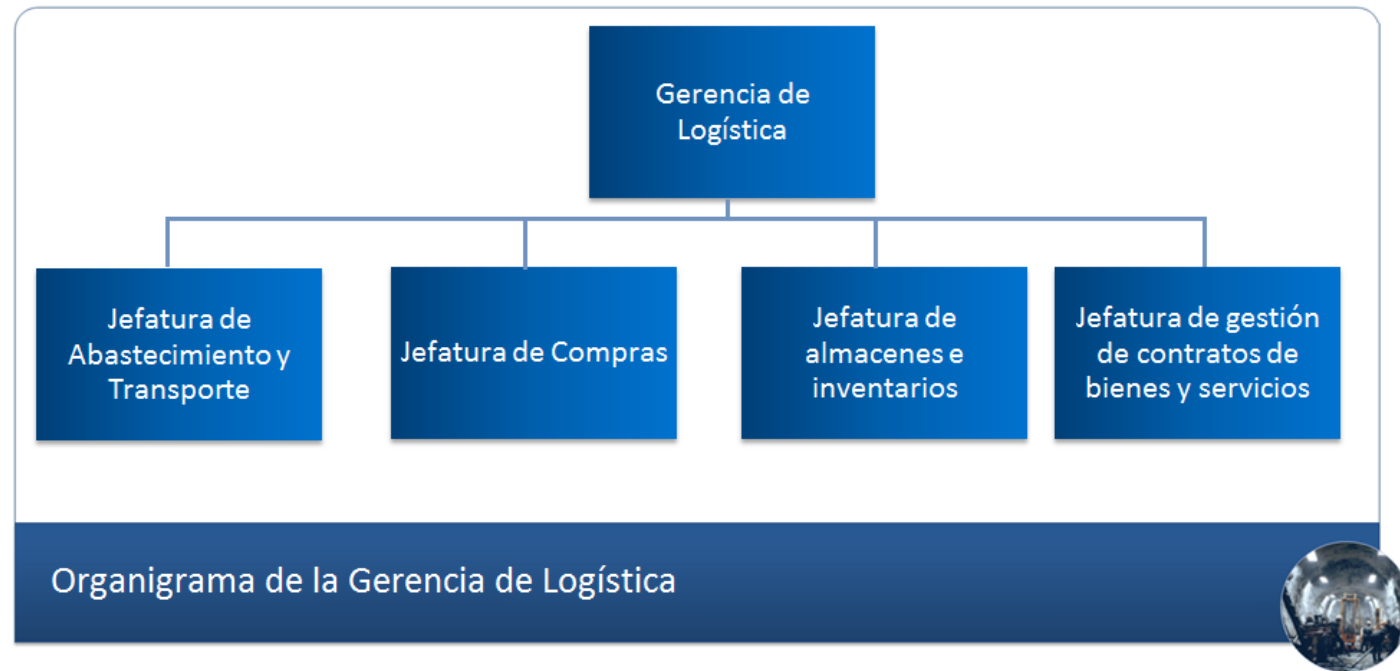 Gerencia de
Logística
Jefatura de
Abastecimiento y
Transporte
Jefatura de Compras
Jefatura de
almacenes e
inventarios
Jefatura de gestión
de contratos de
bienes y servicios
Organigrama de la Gerencia de Logística